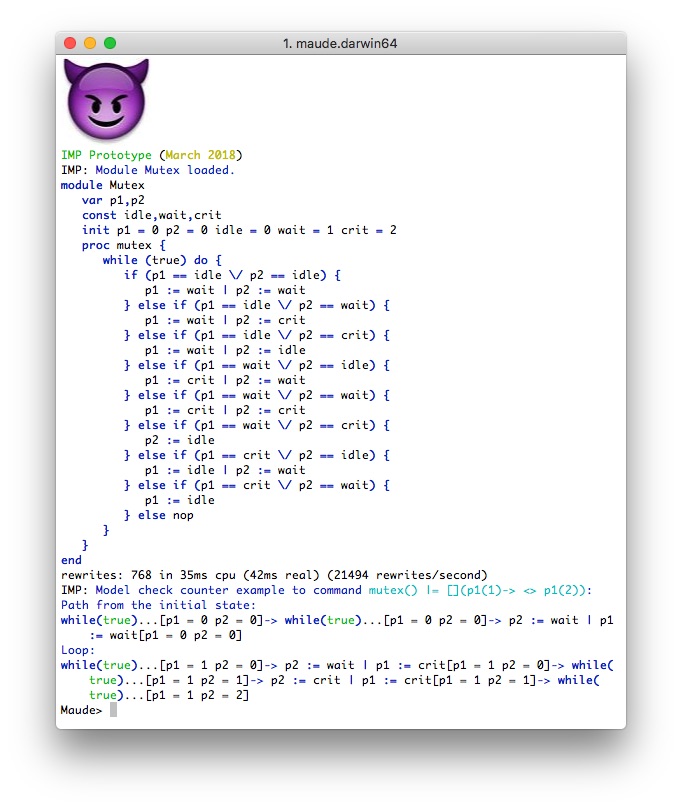 1. maude.darwin64
IMP Prototype (March 2018)
IMP: Module Mutex loaded.
module Mutex
var p1,p2
const idle,wait,crit
init p1 = 0 p2 = 0 idle = 0 wait = 1 crit = 2
proc mutex {
while (true) do {
if (p1 == idle \/ p2 == idle) {
p1 := wait | p2 := wait
} else if (p1 == idle \/ p2 == wait) {
p1 := wait | p2 := crit
} else if (p1 == idle \/ p2 == crit) {
p1 := wait | p2 := idle
} else if (p1 == wait \/ p2 == idle) {
p1 := crit | p2 := wait
} else if (p1 == wait \/ p2 == wait) {
p1 := crit | p2 := crit
} else if (p1 == wait \/ p2 == crit) {
p2 := idle
} else if (p1 == crit \/ p2 == idle) {
p1 := idle | p2 := wait
} else if (p1 == crit \/ p2 == wait) {
p1 := idle
} else nop
}
}
end
rewrites: 768 in 35ms cpu (42ms real) (21494 rewrites/second)
IMP: Model check counter example to command mutex() |= [](p1(1)-> <> p1(2)):
Path from the initial state:
while(true)...[p1 = 0 p2 = 0]-> while(true)...[p1 = 0 p2 = 0]-> p2 := wait | p1
:= wait[p1 = 0 p2 = 0]
Loop:
while(true)...[p1 = 1 p2 = 0]-> p2 := wait | p1 := crit[p1 = 1 p2 = 0]-> while(
true)...[p1 = 1 p2 = 1]-> p2 := crit | p1 := crit[p1 = 1 p2 = 1]-> while(
true)...[p1 = 1 p2 = 2]
Maude>